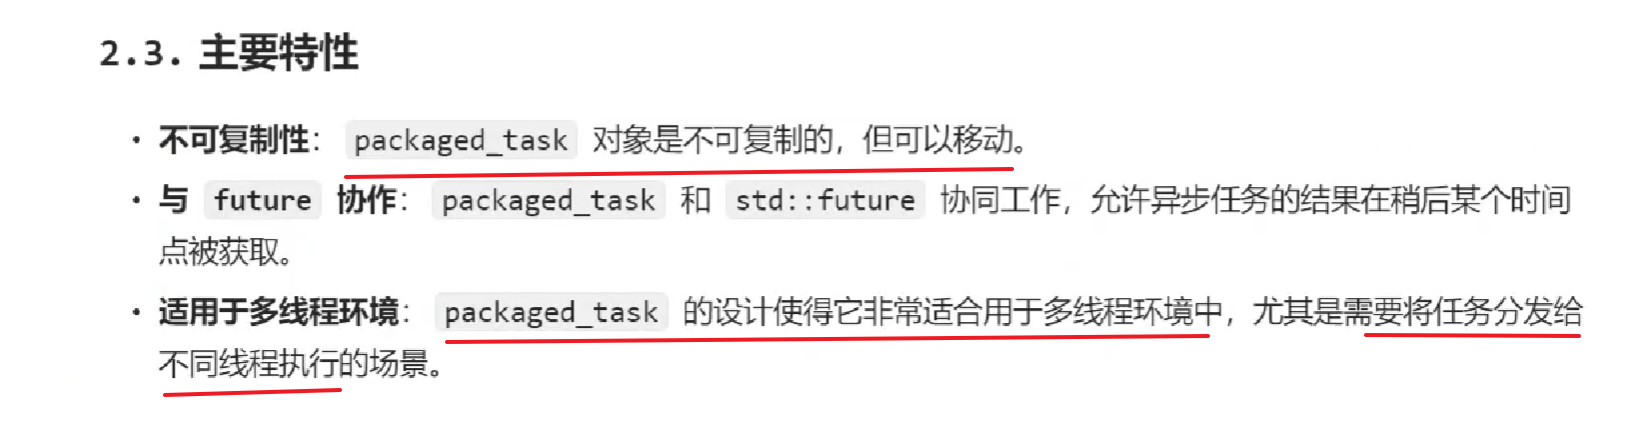 2.3. 主要特性
• 不可复制性： packaged_task 对象是不可复制的，但可以移动。
• 与 future 协作： packaged_task 和 std::future 协同工作，允许异步任务的结果在稍后某个时间
点被获取。
• 适用于多线程环境： packaged_task 的设计使得它非常适合用于多线程环境中，尤其是需要将任务分发给
不同线程执行的场景。